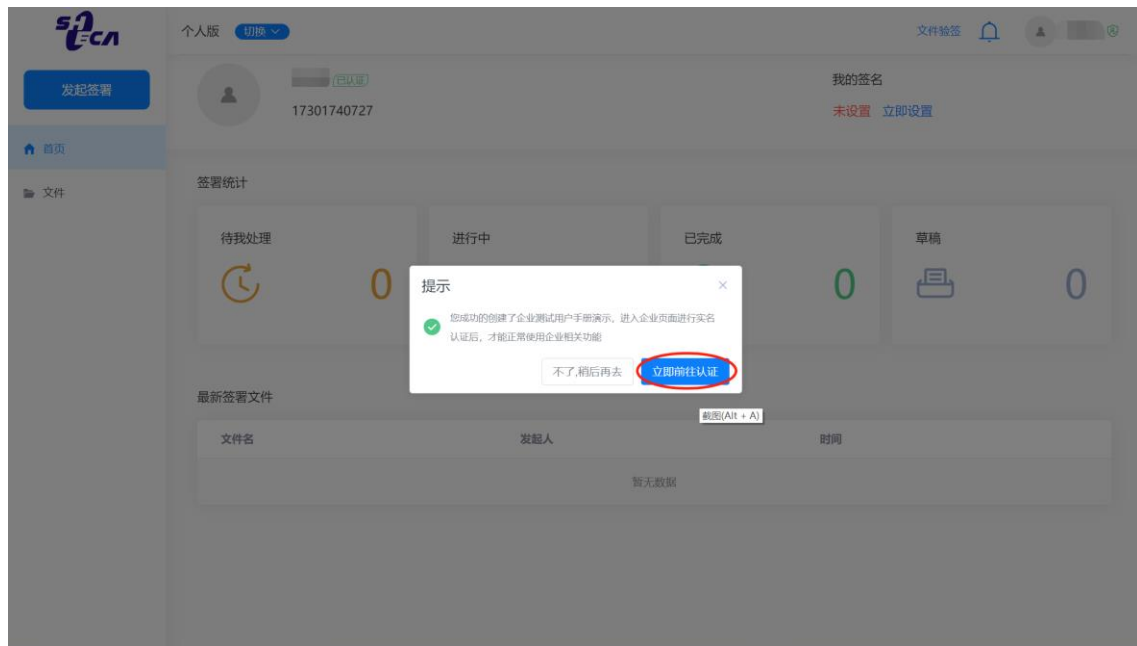 SHECA
个人版 切换
文件验签
发起签署
已认证
17301740727
我的签名
未设置 立即设置
首页
文件
签署统计
待我处理
进行中
已完成
草稿
0
0
0
提示
您成功的创建了企业测试用户手册演示，进入企业页面进行实名
认证后，才能正常使用企业相关功能
不了,稍后再去
立即前往认证
截图(Alt + A)
最新签署文件
文件名 发起人 时间
暂无数据